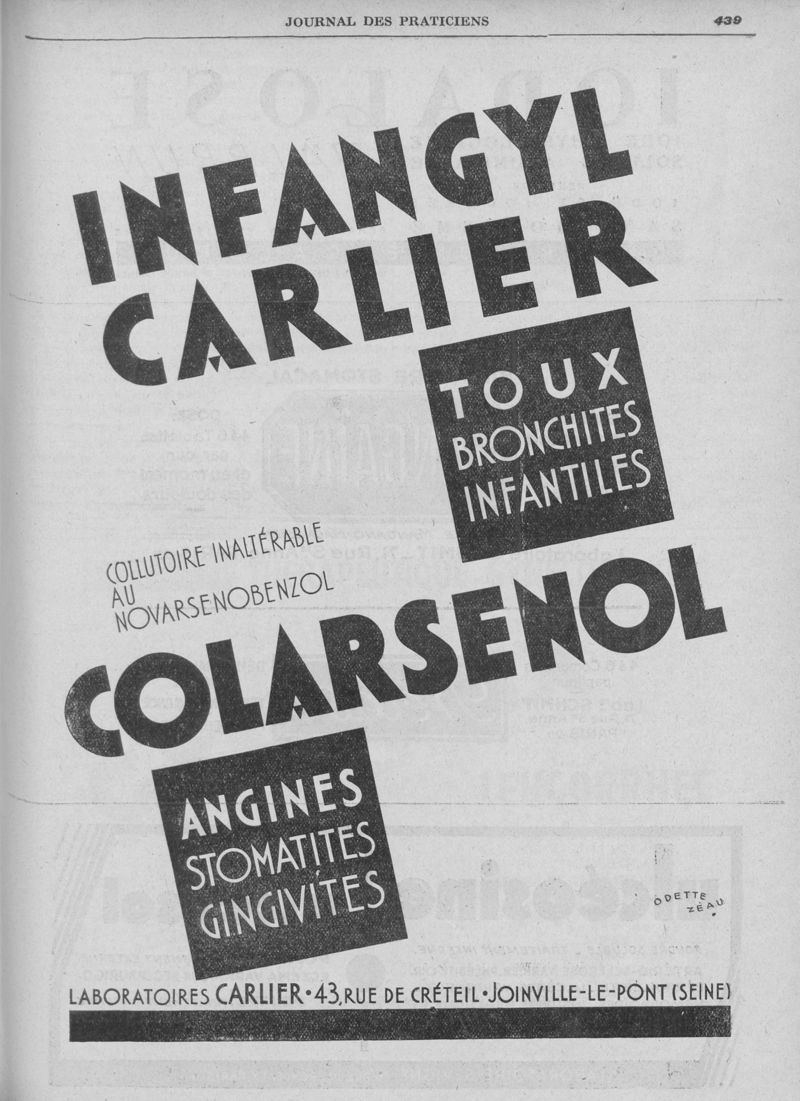 JOURNAL DES PRATICIENS
439
INFANGYL
CARLIER
TOUX
BRONCHITES
INFANTILES
COLLUTOIRE INALTÉRABLE
AU
NOVARSENOBENZOL
COLARSENOL
ANGINES
STOMATITES
GINGIVITES
ODETTE
ZÉAU
LABORATOIRES CARLIER • 43, RUE DE CRÉTEIL • JOINVILLE-LE-PONT (SEINE)